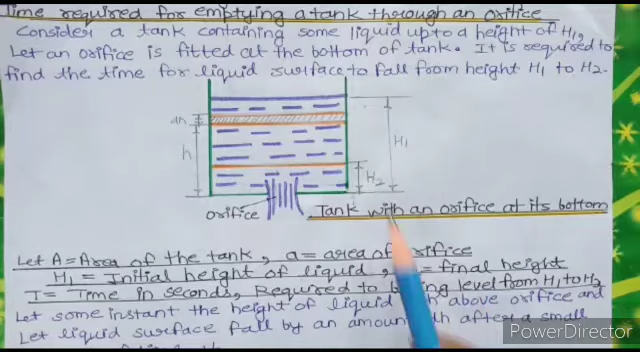 Time required for emptying a tank through an orifice
Consider a tank containing some liquid up to a height of H1,
Let an orifice is fitted at the bottom of tank. It is required to
find the time for liquid surface to fall from height H1 to H2.
dh
h
H1
H2
orifice
Tank with an orifice at its bottom
Let A = Area of the tank, a = area of orifice
H1 = Initial height of liquid, = final height
T = Time in seconds, Required to bring level from H1 to H2
Let some instant the height of liquid above orifice and
Let liquid surface fall by an amount after a small
PowerDirector